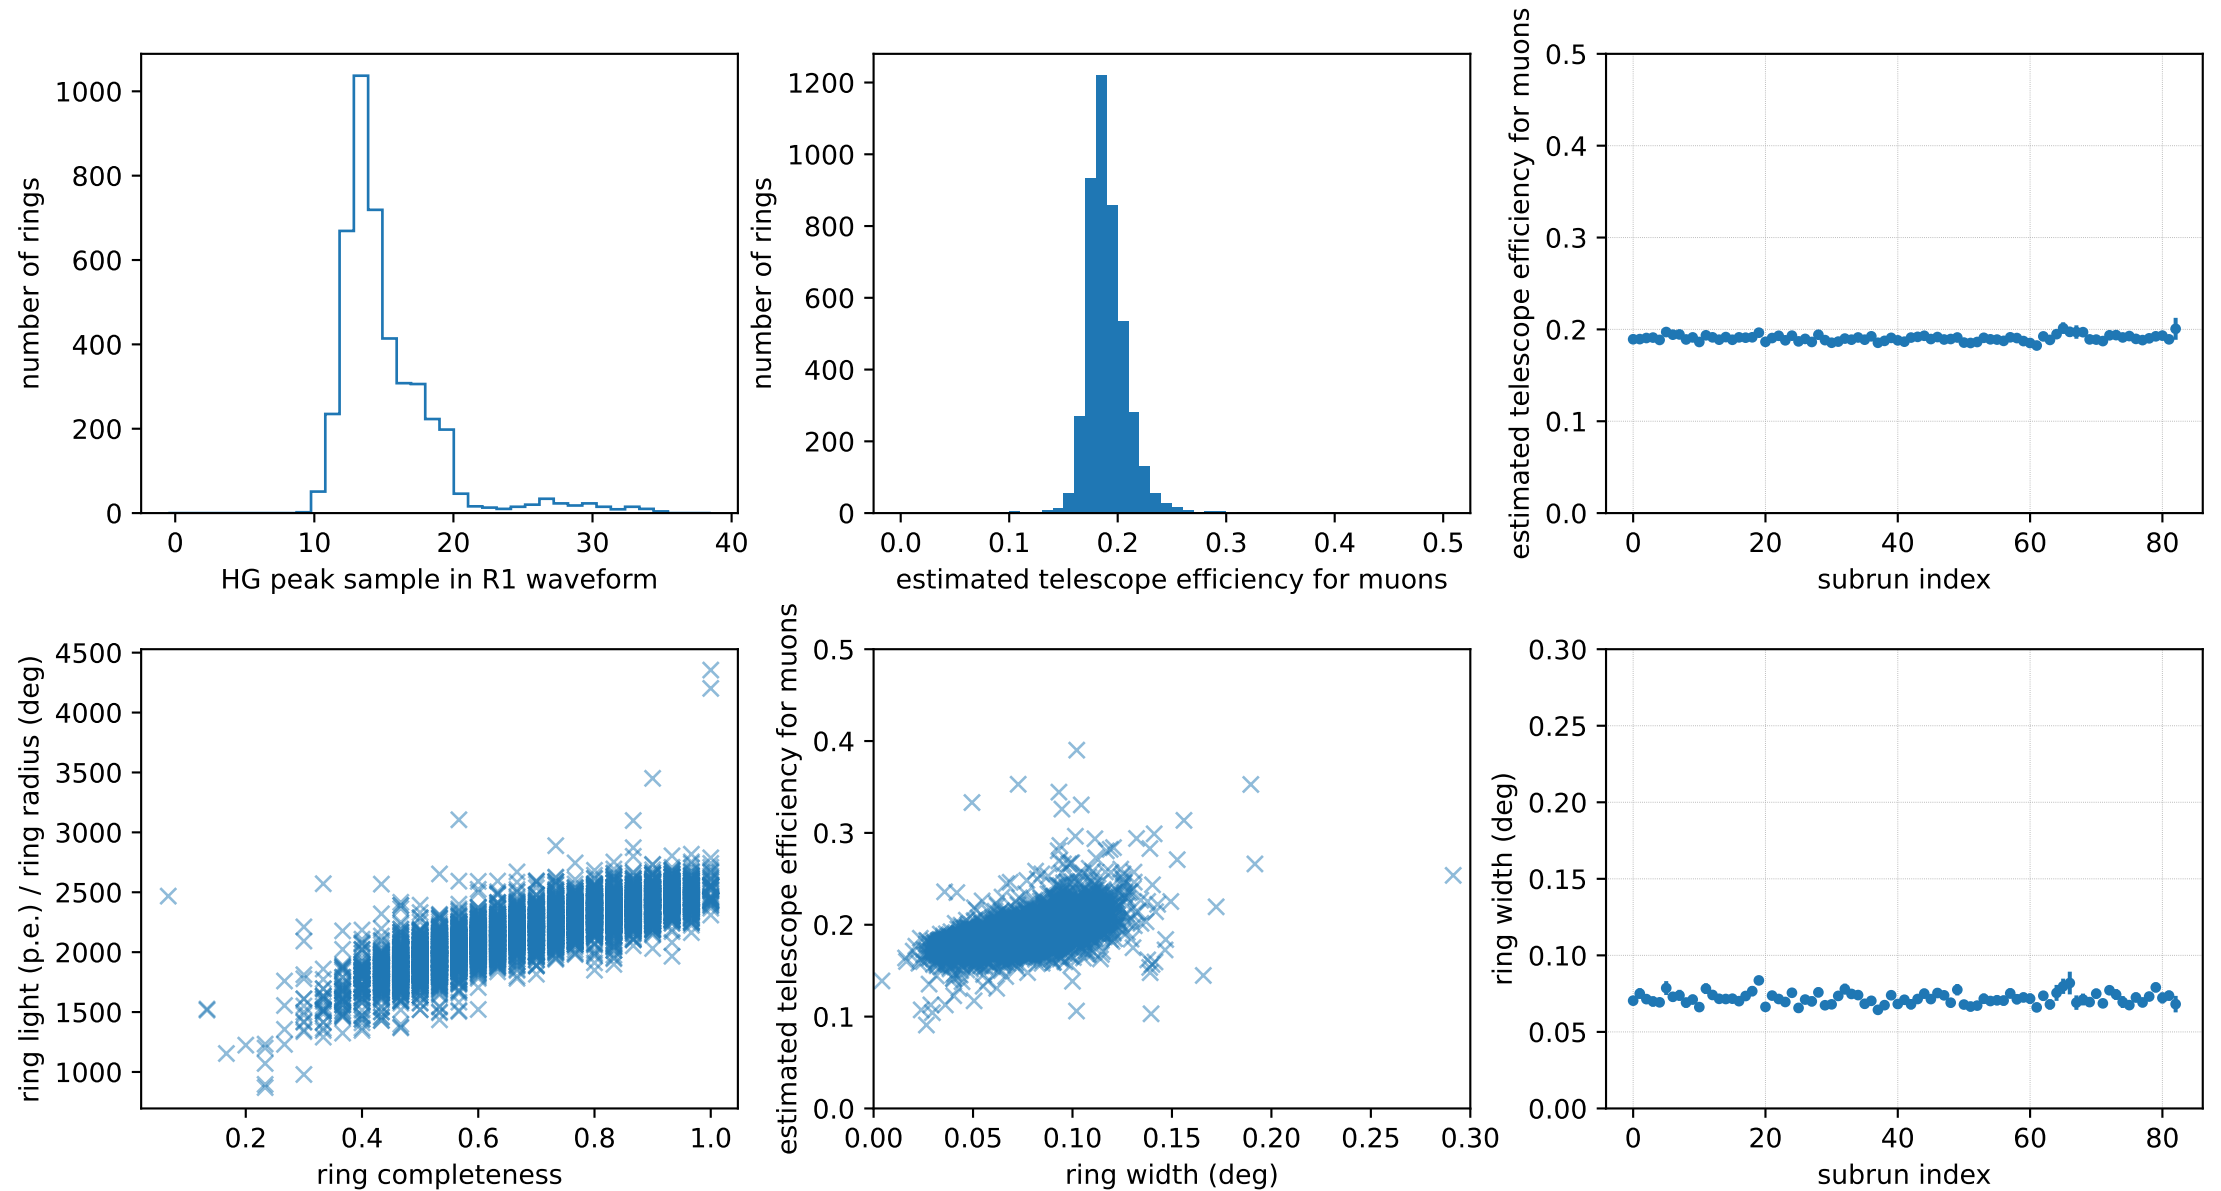 number of rings
1000
800
600
400
200
0
0 10 20 30 40
HG peak sample in R1 waveform
number of rings
1200
1000
800
600
400
200
0
0.0 0.1 0.2 0.3 0.4 0.5
estimated telescope efficiency for muons
estimated telescope efficiency for muons
0.5
0.4
0.3
0.2
0.1
0.0
0 20 40 60 80
subrun index
ring light (p.e.) / ring radius (deg)
4500
4000
3500
3000
2500
2000
1500
1000
0.2 0.4 0.6 0.8 1.0
ring completeness
estimated telescope efficiency for muons
0.5
0.4
0.3
0.2
0.1
0.0
0.00 0.05 0.10 0.15 0.20 0.25 0.30
ring width (deg)
ring width (deg)
0.30
0.25
0.20
0.15
0.10
0.05
0.00
0 20 40 60 80
subrun index